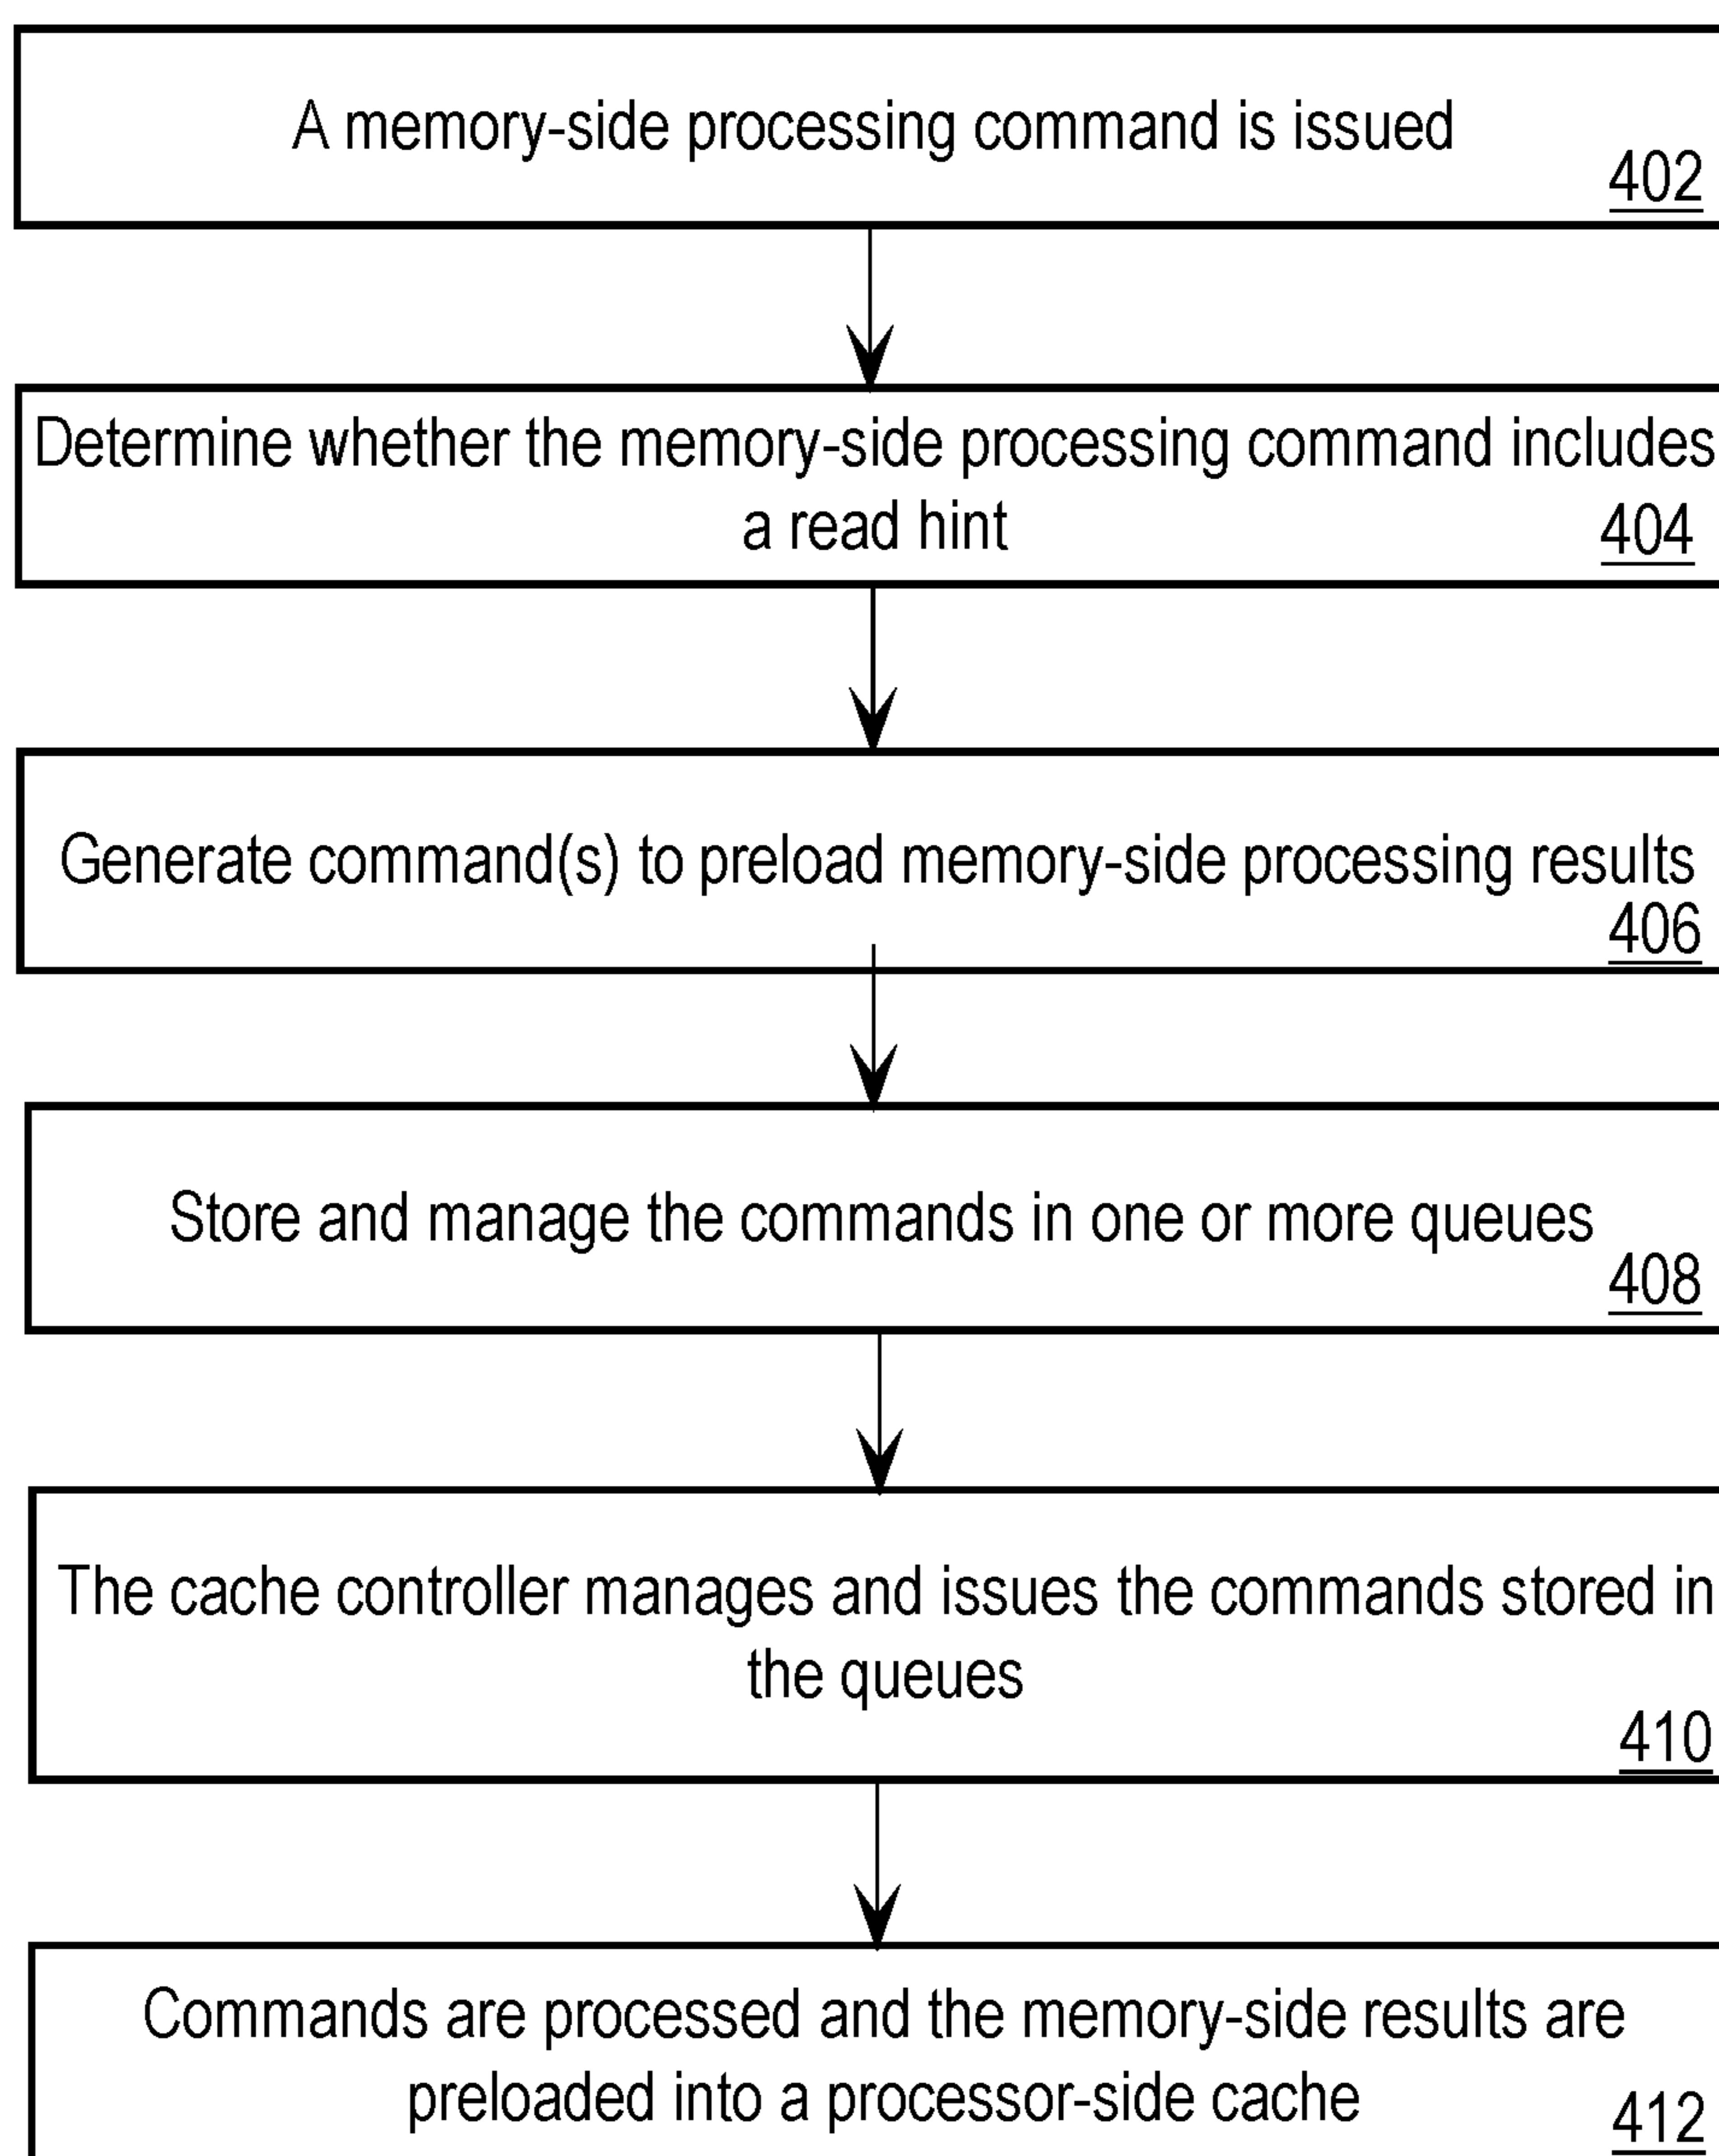 A memory-side processing command is issued
402
Determine whether the memory-side processing command includes
a read hint
404
Generate command(s) to preload memory-side processing results
406
Store and manage the commands in one or more queues
408
The cache controller manages and issues the commands stored in
the queues
410
Commands are processed and the memory-side results are
preloaded into a processor-side cache
412